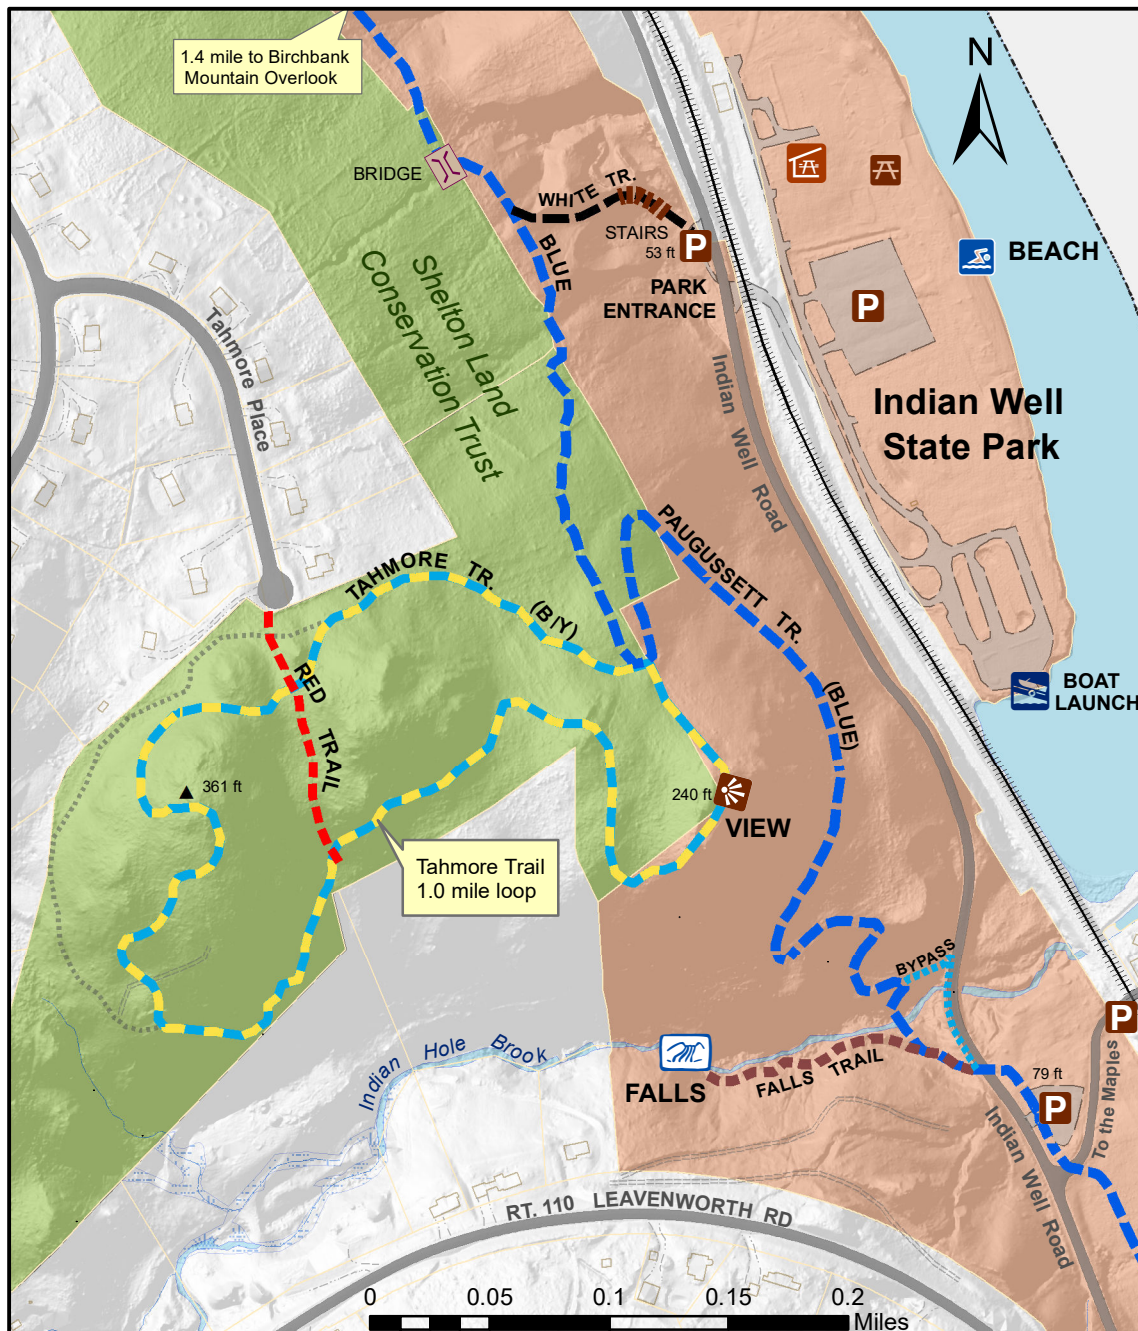 1.4 mile to Birchbank
Mountain Overlook
N
BRIDGE
WHITE TR.
STAIRS
53 ft
P
PARK
ENTRANCE
BLUE
BEACH
P
Shelton Land
Conservation Trust
Tahmore Place
Indian Well Road
Indian Well
State Park
TAHMORE TR.
(B/Y)
PAUGUSSETT TR.
(BLUE)
RED
TRAIL
BOAT
LAUNCH
361 ft
240 ft
VIEW
Tahmore Trail
1.0 mile loop
BYPASS
P
Indian Hole Brook
FALLS
FALLS TRAIL
79 ft
P
To the Maples
Indian Well Road
RT. 110 LEAVENWORTH RD
0 0.05 0.1 0.15 0.2
Miles